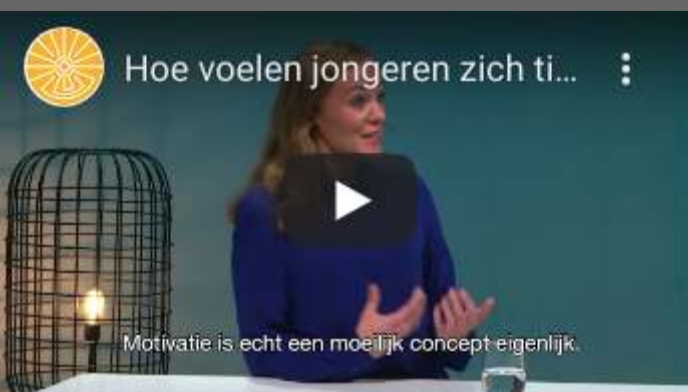 Hoe voelen jongeren zich ti...
Motivatie is echt een moeilijk concept eigenlijk.